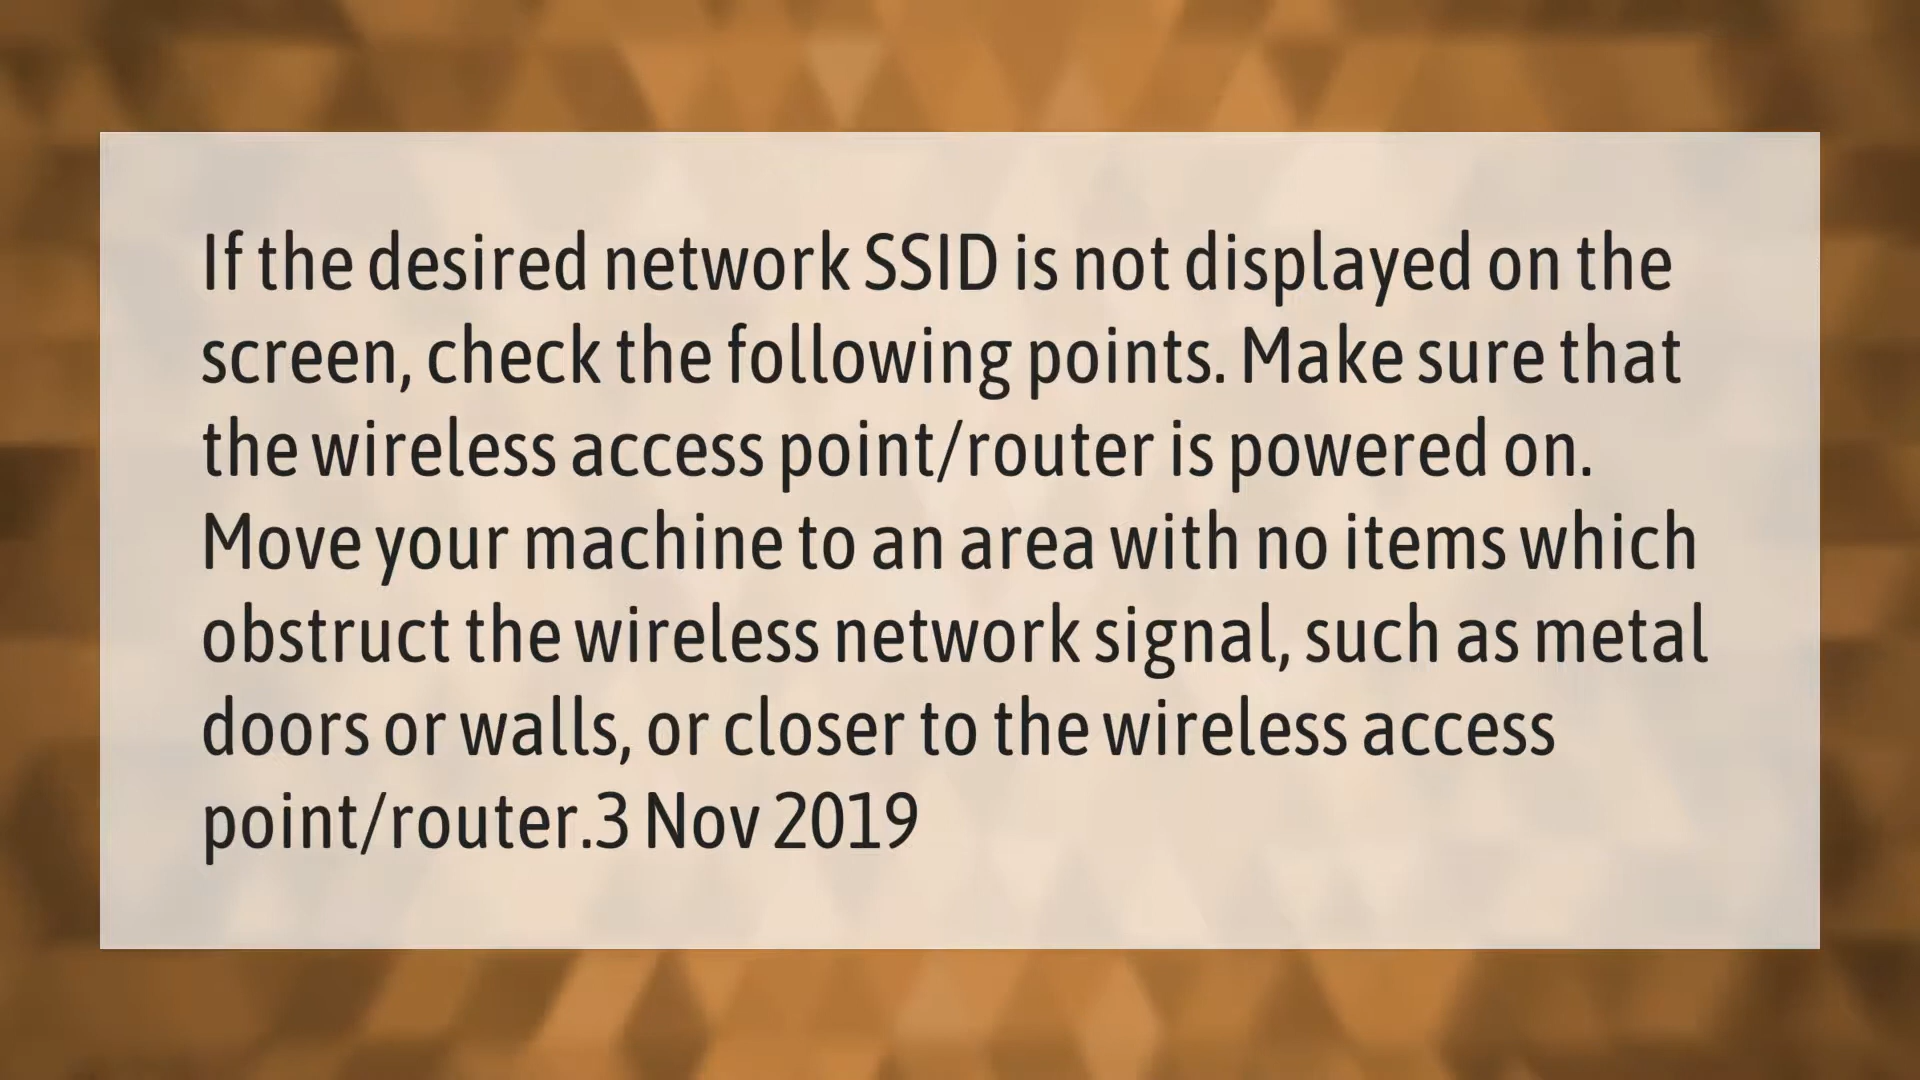 If the desired network SSID is not displayed on the
screen, check the following points. Make sure that
the wireless access point/router is powered on.
Move your machine to an area with no items which
obstruct the wireless network signal, such as metal
doors or walls, or closer to the wireless access
point/router.3 Nov 2019